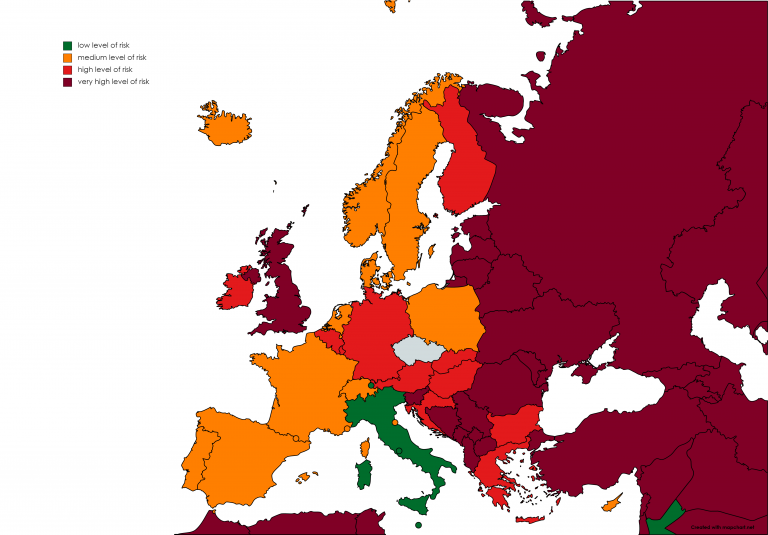 low level of risk
medium level of risk
high level of risk
very high level of risk
Created with mapchart.net